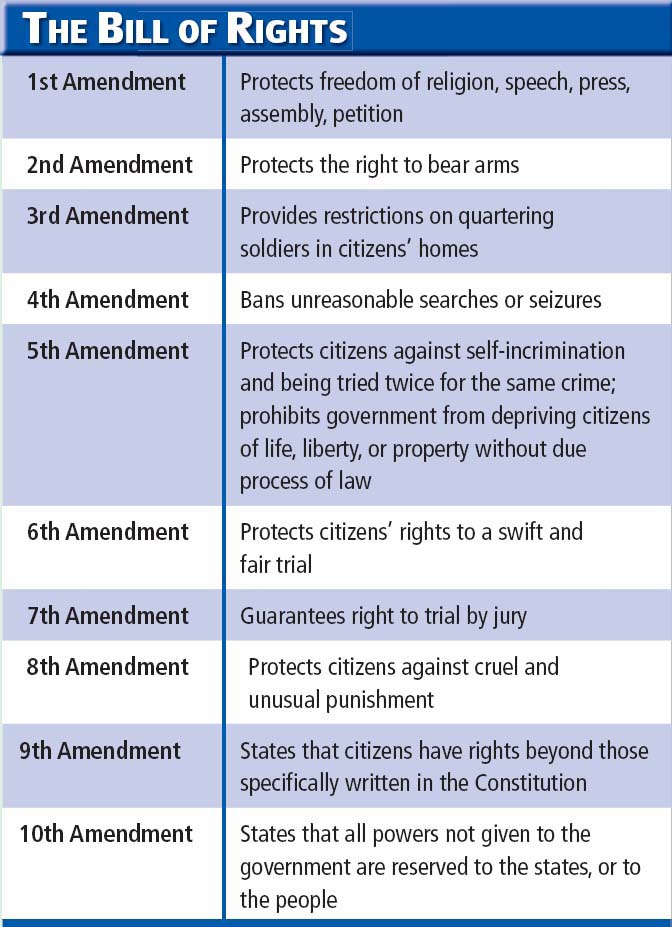 THE BILL OF RIGHTS
1st Amendment
Protects freedom of religion, speech, press,
assembly, petition
2nd Amendment
Protects the right to bear arms
3rd Amendment
Provides restrictions on quartering
soldiers in citizens’ homes
4th Amendment
Bans unreasonable searches or seizures
5th Amendment
Protects citizens against self-incrimination
and being tried twice for the same crime;
prohibits government from depriving citizens
of life, liberty, or property without due
process of law
6th Amendment
Protects citizens’ rights to a swift and
fair trial
7th Amendment
Guarantees right to trial by jury
8th Amendment
Protects citizens against cruel and
unusual punishment
9th Amendment
States that citizens have rights beyond those
specifically written in the Constitution
10th Amendment
States that all powers not given to the
government are reserved to the states, or to
the people